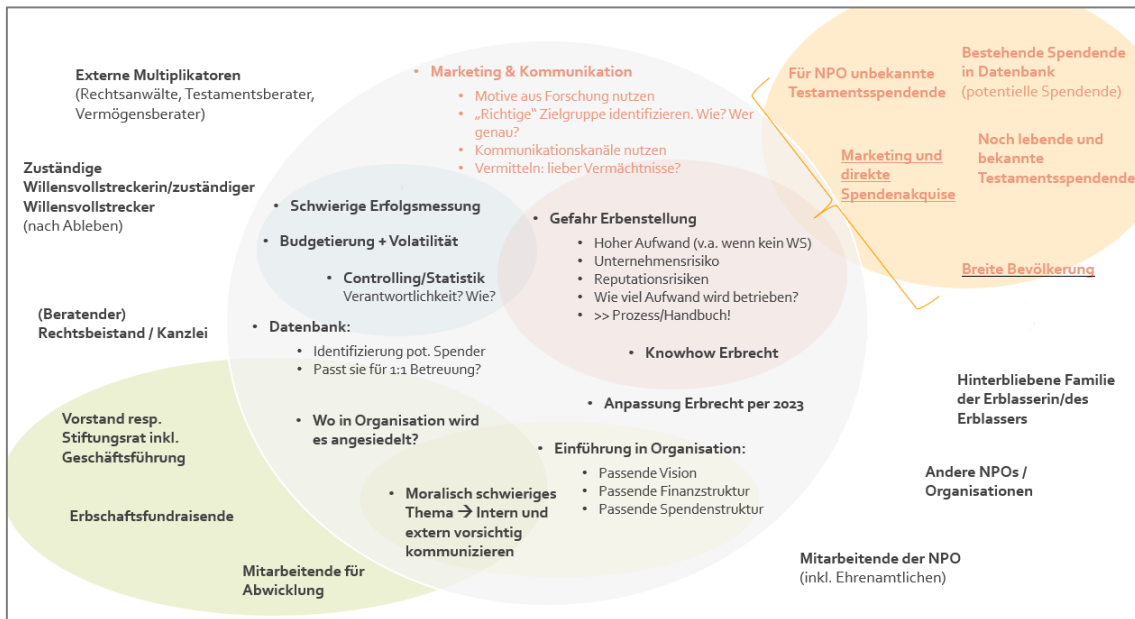 Externe Multiplikatoren
(Rechtsanwälte, Testamentsberater,
Vermögensberater)
Zuständige
Willensvollstreckerin/zuständiger
Willensvollstrecker
(nach Ableben)
(Beratender)
Rechtsbeistand / Kanzlei
Vorstand resp.
Stiftungsrat inkl.
Geschäftsführung
Erbschaftsfundraisende
Mitarbeitende für
Abwicklung
• Marketing & Kommunikation
• Motive aus Forschung nutzen
• „Richtige" Zielgruppe identifizieren. Wie? Wer
genau?
• Kommunikationskanäle nutzen
• Vermitteln: lieber Vermächtnisse?
• Schwierige Erfolgsmessung
• Budgetierung + Volatilität
• Controlling/Statistik
Verantwortlichkeit? Wie?
• Datenbank:
• Identifizierung pot. Spender
• Passt sie für 1:1 Betreuung?
• Wo in Organisation wird
es angesiedelt?
• Moralisch schwieriges
Thema → Intern und
extern vorsichtig
kommunizieren
• Gefahr Erbenstellung
• Hoher Aufwand (v.a. wenn kein WS)
• Unternehmensrisiko
• Reputationsrisiken
• Wie viel Aufwand wird betrieben?
• >> Prozess/Handbuch!
• Knowhow Erbrecht
• Anpassung Erbrecht per 2023
• Einführung in Organisation:
• Passende Vision
• Passende Finanzstruktur
• Passende Spendenstruktur
Für NPO unbekannte
Testamentsspendende
Bestehende Spendende
in Datenbank
(potentielle Spendende)
Marketing und
direkte
Spendenakquise
Noch lebende und
bekannte
Testamentsspendende
Breite Bevölkerung
Hinterbliebene Familie
der Erblasserin/des
Erblassers
Andere NPOs /
Organisationen
Mitarbeitende der NPO
(inkl. Ehrenamtlichen)